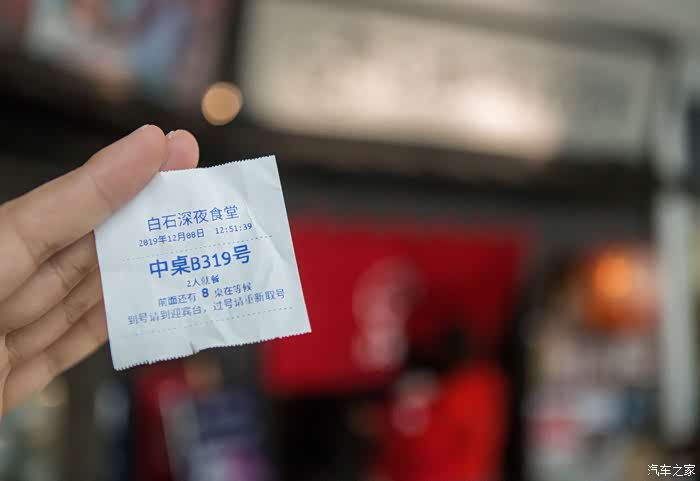 白石深夜食堂
2019年12月08日 12:51:39
中桌B319号
2人就餐
前面还有 8 桌在等候
到号请到迎宾台，过号请重新取号
汽车之家